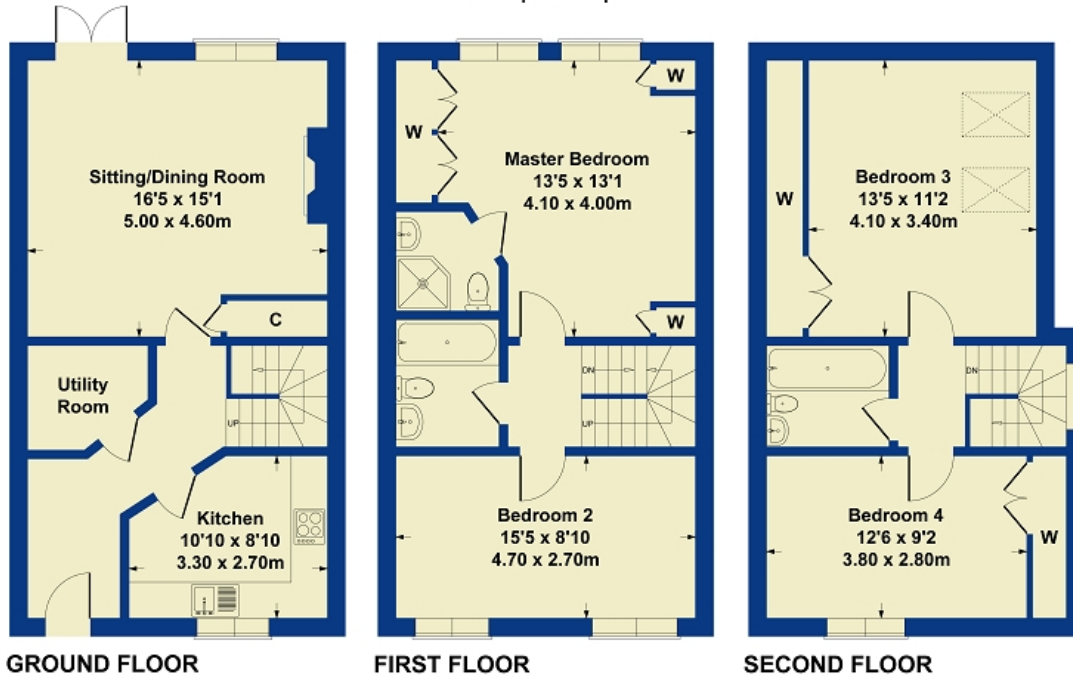 Sitting/Dining Room
16'5 x 15'1
5.00 x 4.60m
C
Utility
Room
UP
Kitchen
10'10 x 8'10
3.30 x 2.70m
GROUND FLOOR
W
W
Master Bedroom
13'5 x 13'1
4.10 x 4.00m
W
DN
UP
Bedroom 2
15'5 x 8'10
4.70 x 2.70m
FIRST FLOOR
W
Bedroom 3
13'5 x 11'2
4.10 x 3.40m
DN
Bedroom 4
12'6 x 9'2
3.80 x 2.80m
W
SECOND FLOOR